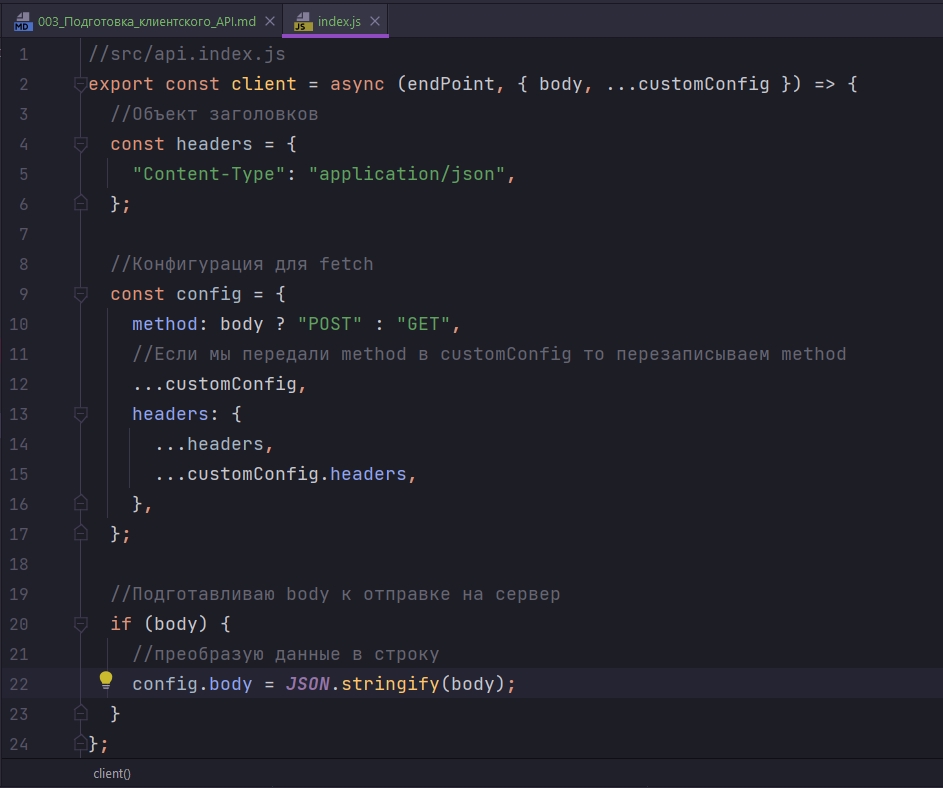 MD 003_Подготовка_клиентского_API.md JS index.js
1 //src/api.index.js
2 export const client = async (endPoint, { body, ...customConfig }) => {
3 //Объект заголовков
4 const headers = {
5 "Content-Type": "application/json",
6 };
7
8 //Конфигурация для fetch
9 const config = {
10 method: body ? "POST" : "GET",
11 //Если мы передали method в customConfig то перезаписываем method
12 ...customConfig,
13 headers: {
14 ...headers,
15 ...customConfig.headers,
16 },
17 };
18
19 //Подготавливаю body к отправке на сервер
20 if (body) {
21 //преобразую данные в строку
22 config.body = JSON.stringify(body);
23 }
24 };
client()